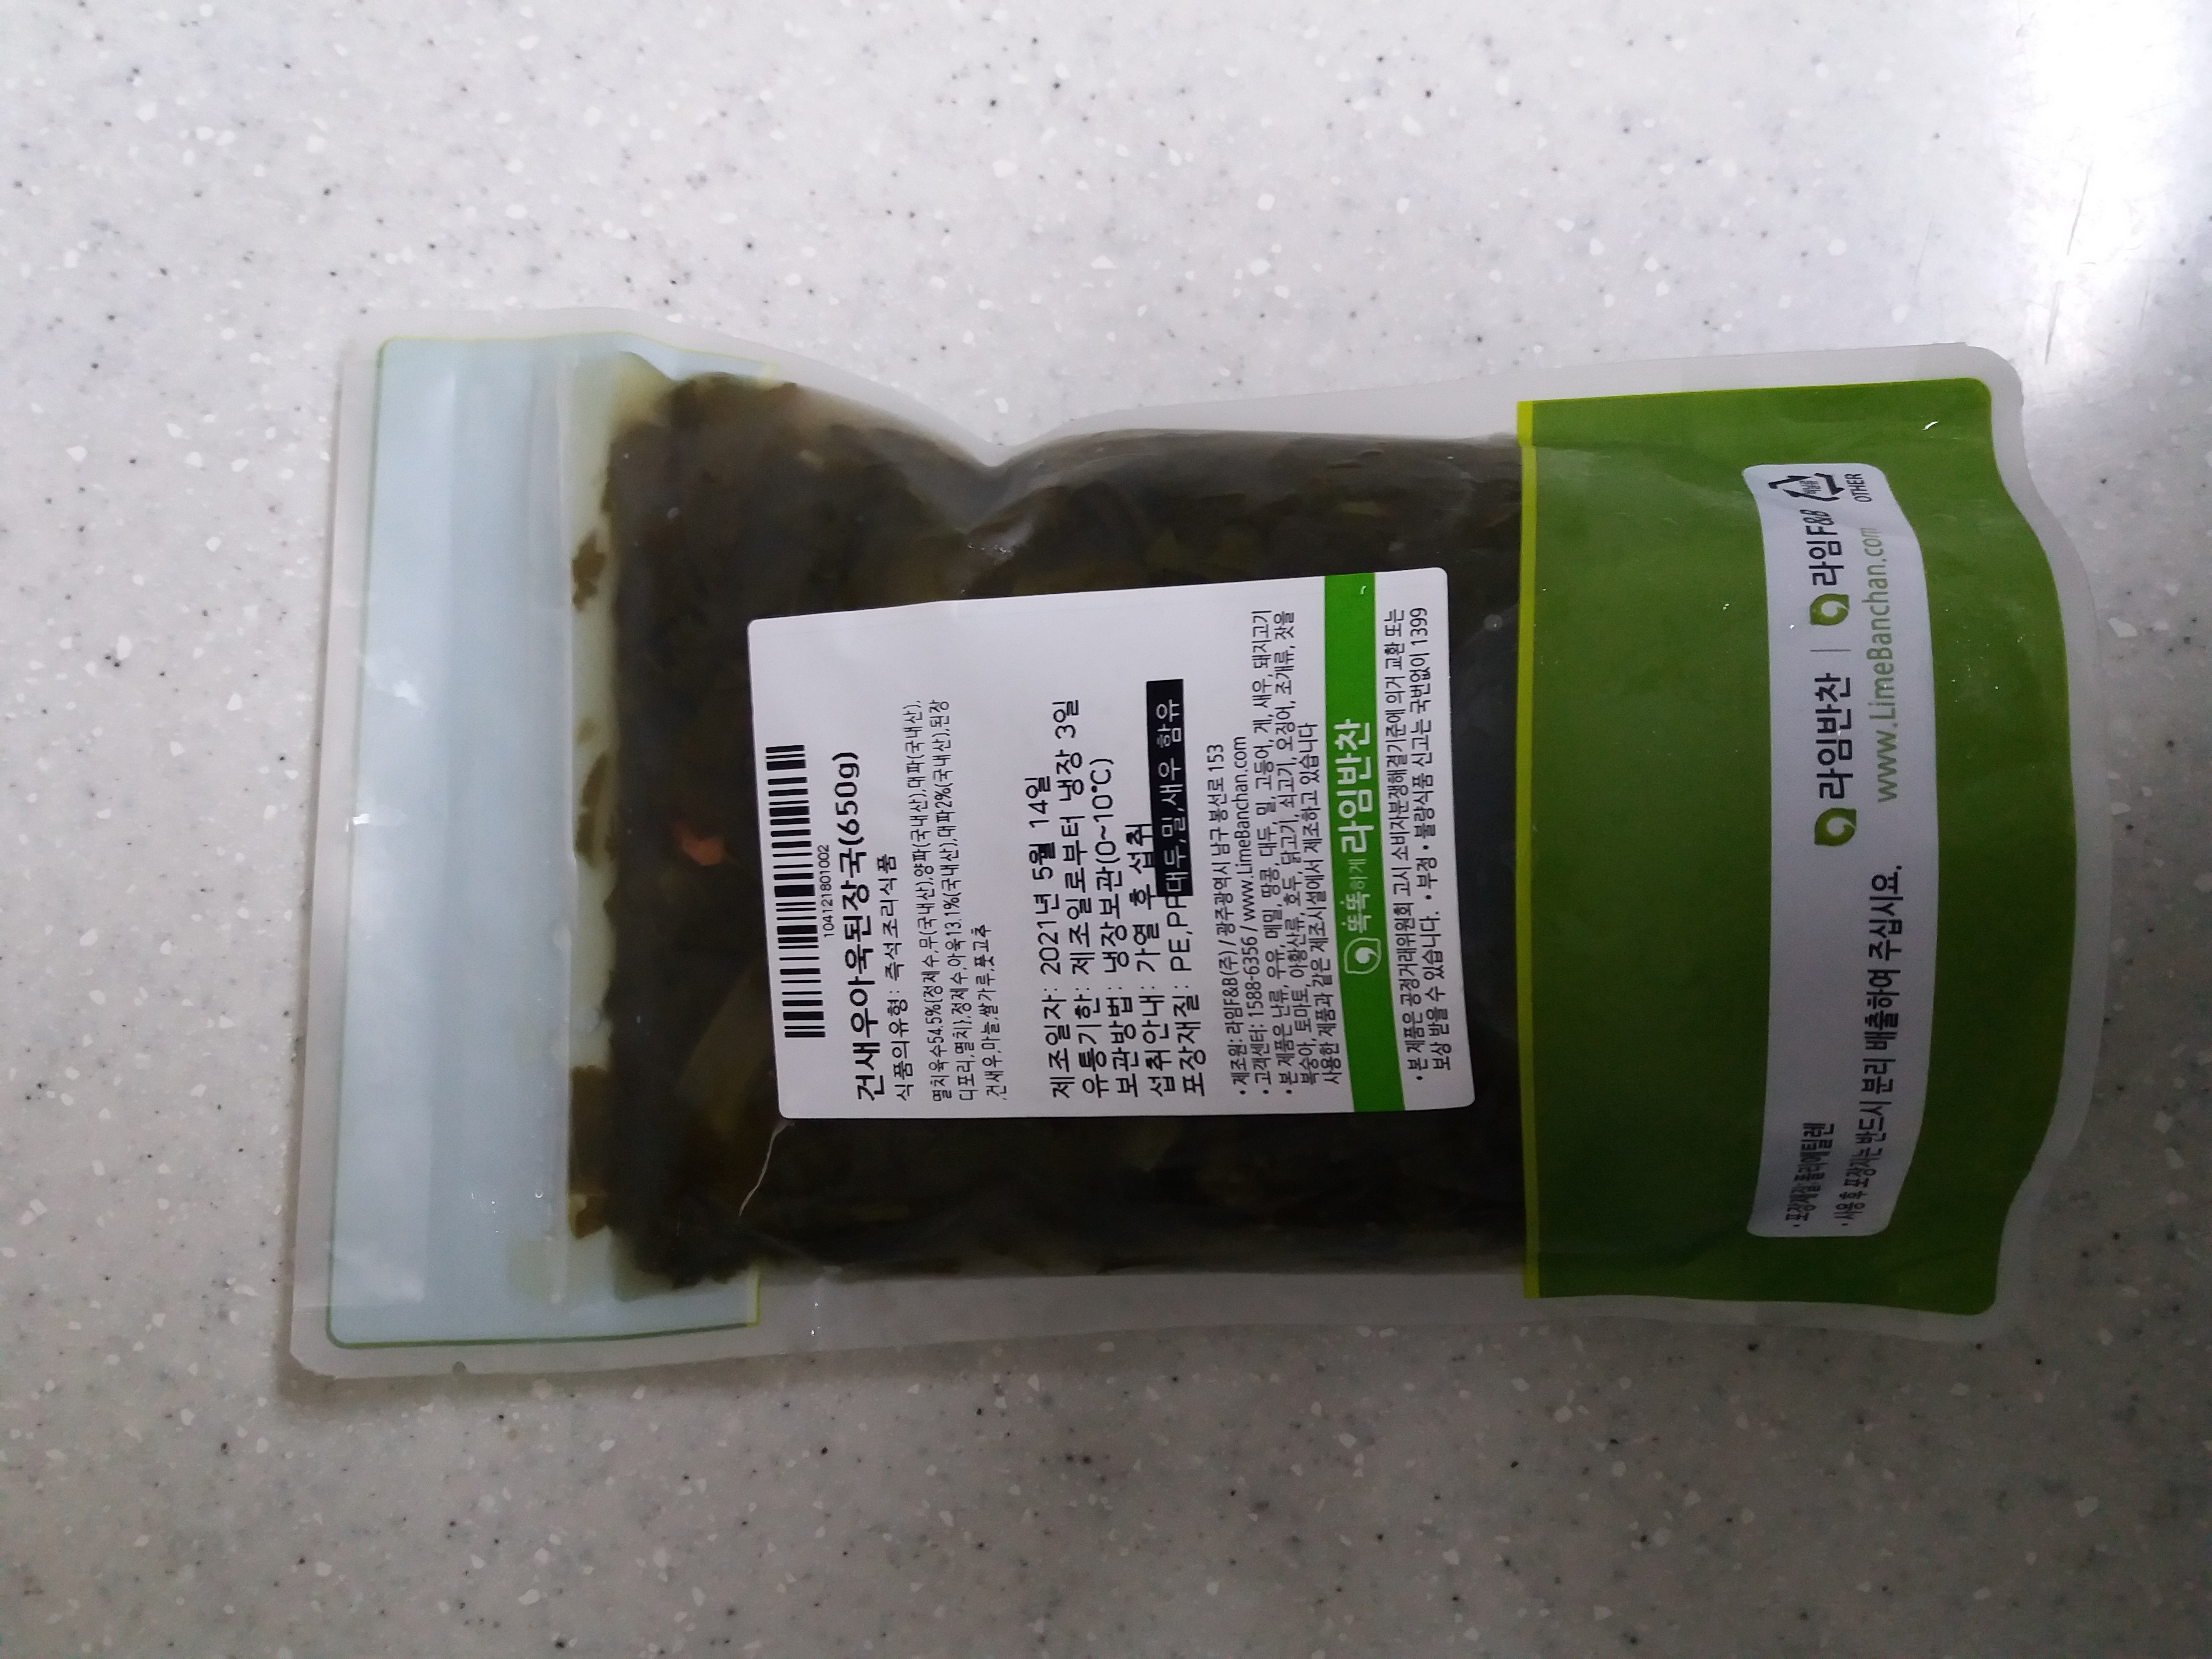 104121801002
건새우아욱된장국(650g)
식품의유형: 즉석조리식품
멸치육수54.5%{정제수,무(국내산),양파(국내산),대파(국내산),
디포리,멸치},정제수,아욱13.1%(국내산),대파2%(국내산),된장
,건새우,마늘,쌀가루,풋고추
제조일자: 2021년 5월 14일
유통기한: 제조일로부터 냉장 3일
보관방법: 냉장보관(0~10℃)
섭취안내: 가열 후 섭취
포장재질: PE,PP 대두,밀,새우 함유
• 제조원: 라임F&B(주) / 광주광역시 남구 봉선로 153
• 고객센터: 1588-6356 / www.LimeBanchan.com
• 본 제품은 난류, 우유, 메밀, 땅콩, 대두, 밀, 고등어, 게, 새우, 돼지고기
복숭아, 토마토, 아황산류, 호두, 닭고기, 쇠고기, 오징어, 조개류, 잣을
사용한 제품과 같은 제조시설에서 제조하고 있습니다
똑똑하게 라임반찬
• 본 제품은 공정거래위원회 고시 소비자분쟁해결기준에 의거 교환 또는
보상 받을 수 있습니다. • 부정 • 불량식품 신고는 국번없이 1399
• 포장재질:폴리에틸렌
• 사용 후 포장지는 반드시 분리 배출하여 주십시요.
라임반찬 | 라임F&B
www.LimeBanchan.com
OTHER